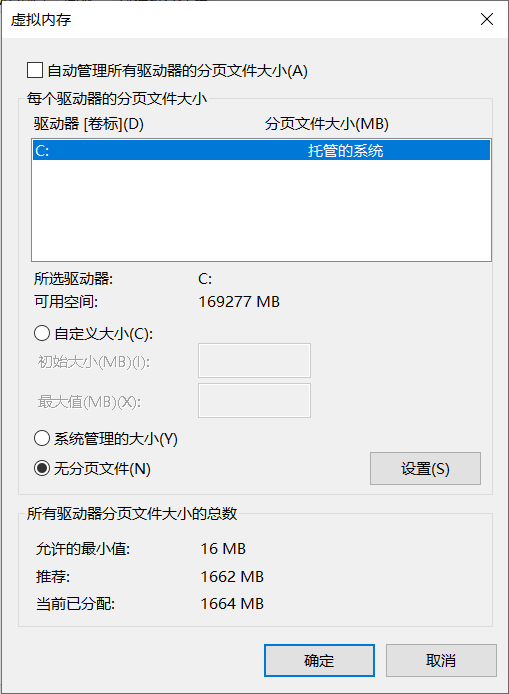 虚拟内存
自动管理所有驱动器的分页文件大小(A)
每个驱动器的分页文件大小
驱动器 [卷标](D) 分页文件大小(MB)
C: 托管的系统
所选驱动器: C:
可用空间: 169277 MB
自定义大小(C):
初始大小(MB)(I):
最大值(MB)(X):
系统管理的大小(Y)
无分页文件(N) 设置(S)
所有驱动器分页文件大小的总数
允许的最小值: 16 MB
推荐: 1662 MB
当前已分配: 1664 MB
确定 取消